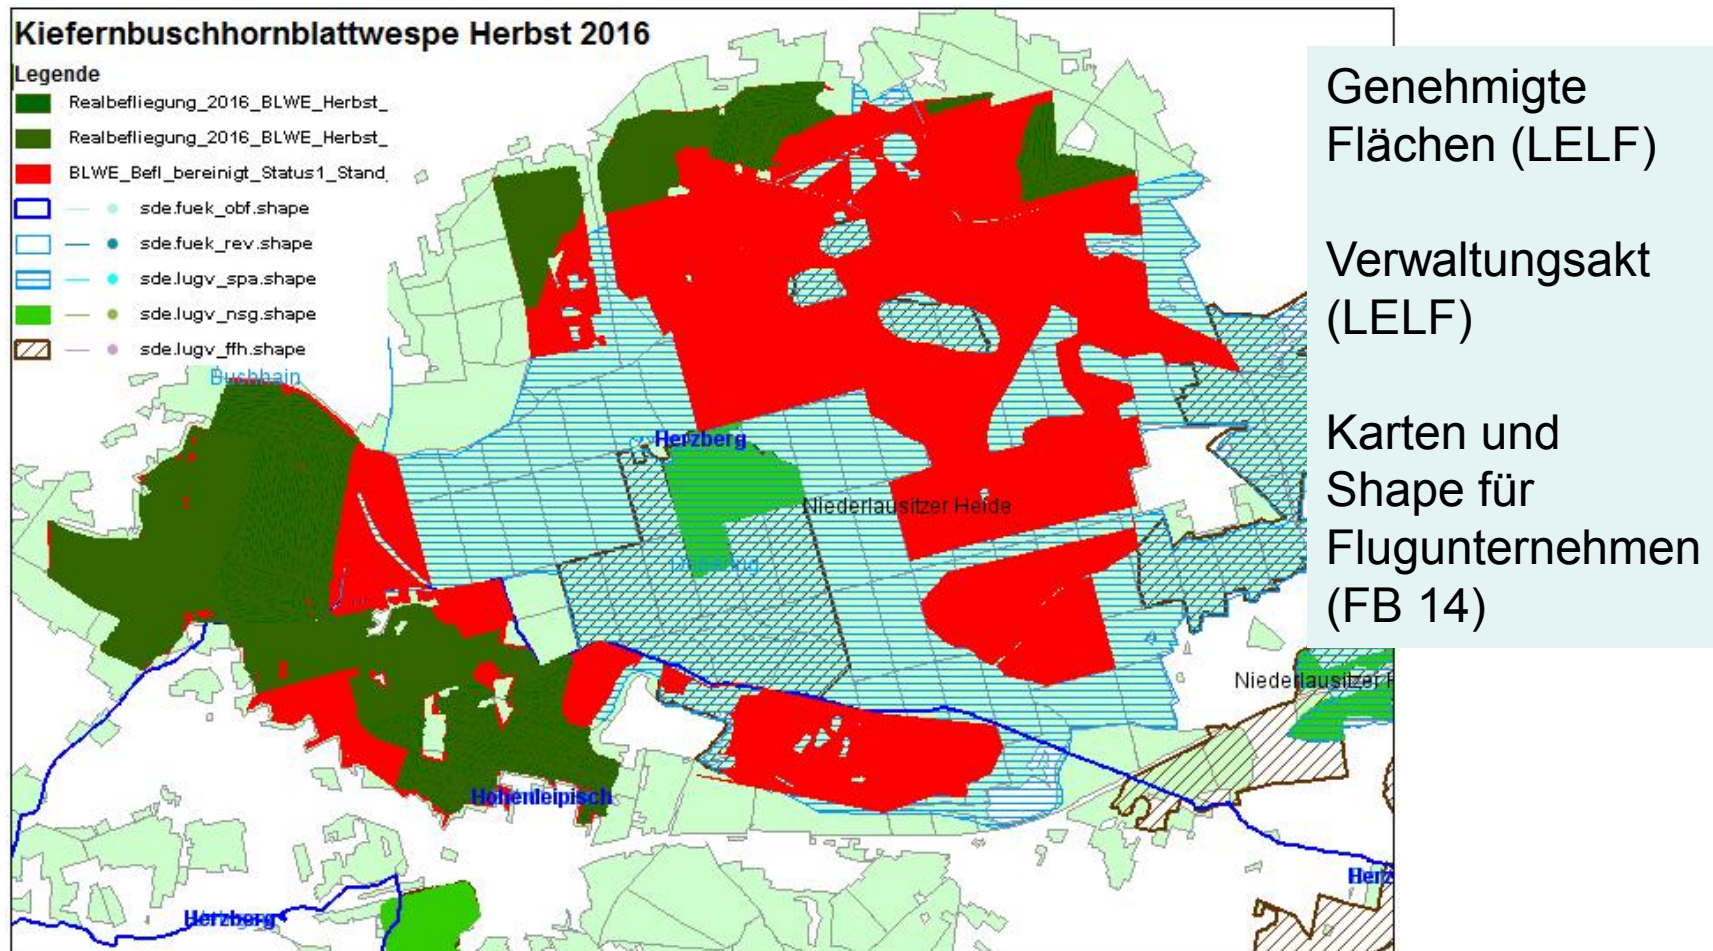 Kiefernbuschhornblattwespe Herbst 2016
Legende
Realbefliegung_2016_BLWE_Herbst_
Realbefliegung_2016_BLWE_Herbst_
BLWE_Befl_bereinigt_Status1_Stand_
sde.fuek_obf.shape
sde.fuek_rev.shape
sde.lugv_spa.shape
sde.lugv_nsg.shape
sde.lugv_ffh.shape
Buchhain
Herzberg
Niederlausitzer Heide
Niederlausitzer H
Hohenleipisch
Herz
Herzberg
Genehmigte
Flächen (LELF)
Verwaltungsakt
(LELF)
Karten und
Shape für
Flugunternehmen
(FB 14)